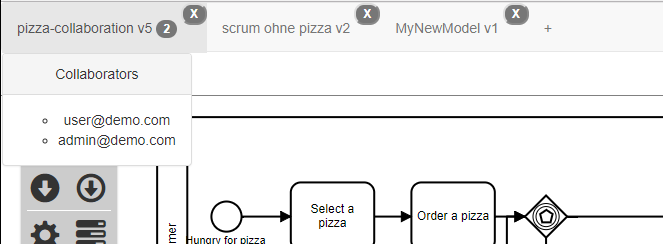 pizza-collaboration v5 2 X
scrum ohne pizza v2 X
MyNewModel v1 X
+
Collaborators
user@demo.com
admin@demo.com
Select a
pizza
Order a pizza
Hungry for pizza